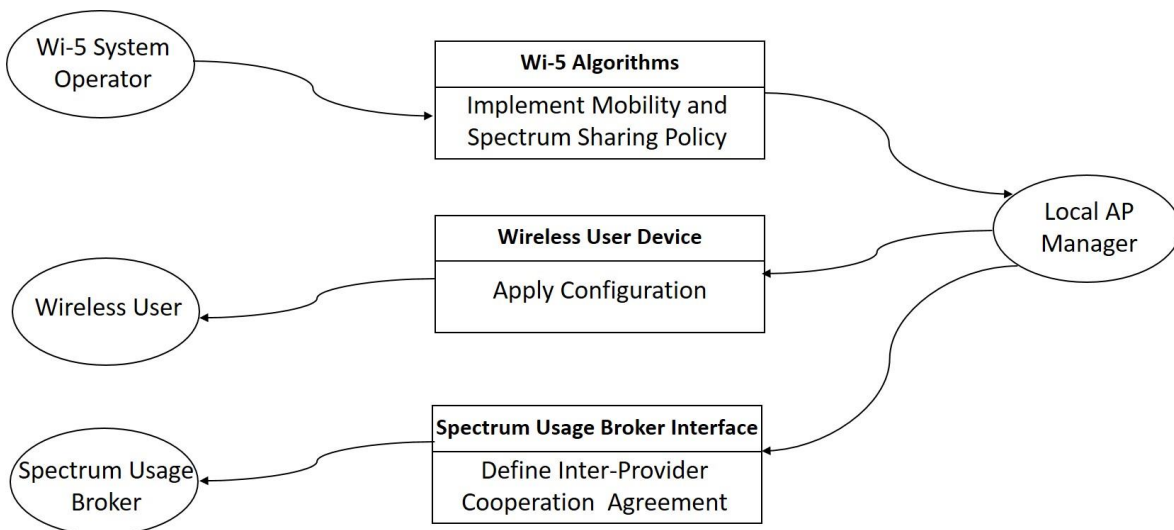 Wi-5 System
Operator
Wi-5 Algorithms
Implement Mobility and
Spectrum Sharing Policy
Local AP
Manager
Wireless User Device
Apply Configuration
Wireless User
Spectrum Usage Broker Interface
Define Inter-Provider
Cooperation Agreement
Spectrum Usage
Broker